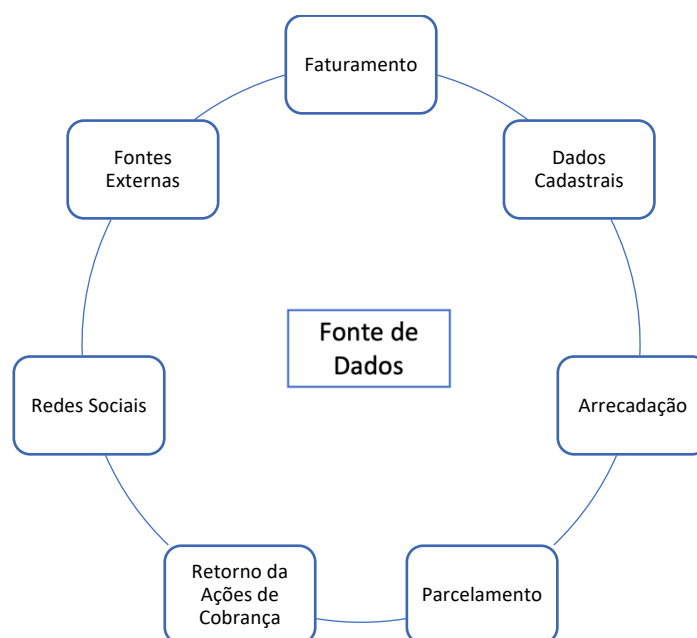 Faturamento
Fontes
Externas
Dados
Cadastrais
Fonte de
Dados
Redes Sociais
Arrecadação
Retorno da
Ações de
Cobrança
Parcelamento